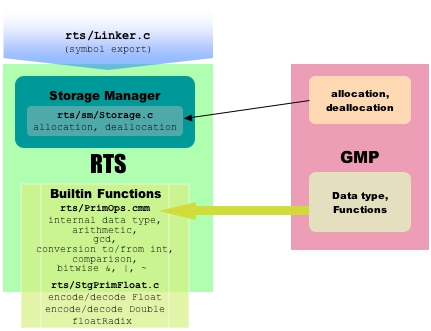 rts/Linker.c
(symbol export)
Storage Manager
rts/sm/Storage.c
allocation, deallocation
RTS
Builtin Functions
rts/PrimOps.cmm
internal data type,
arithmetic,
gcd,
conversion to/from int,
comparison,
bitwise &, |, ~
rts/StgPrimFloat.c
encode/decode Float
encode/decode Double
floatRadix
allocation,
deallocation
GMP
Data type,
Functions